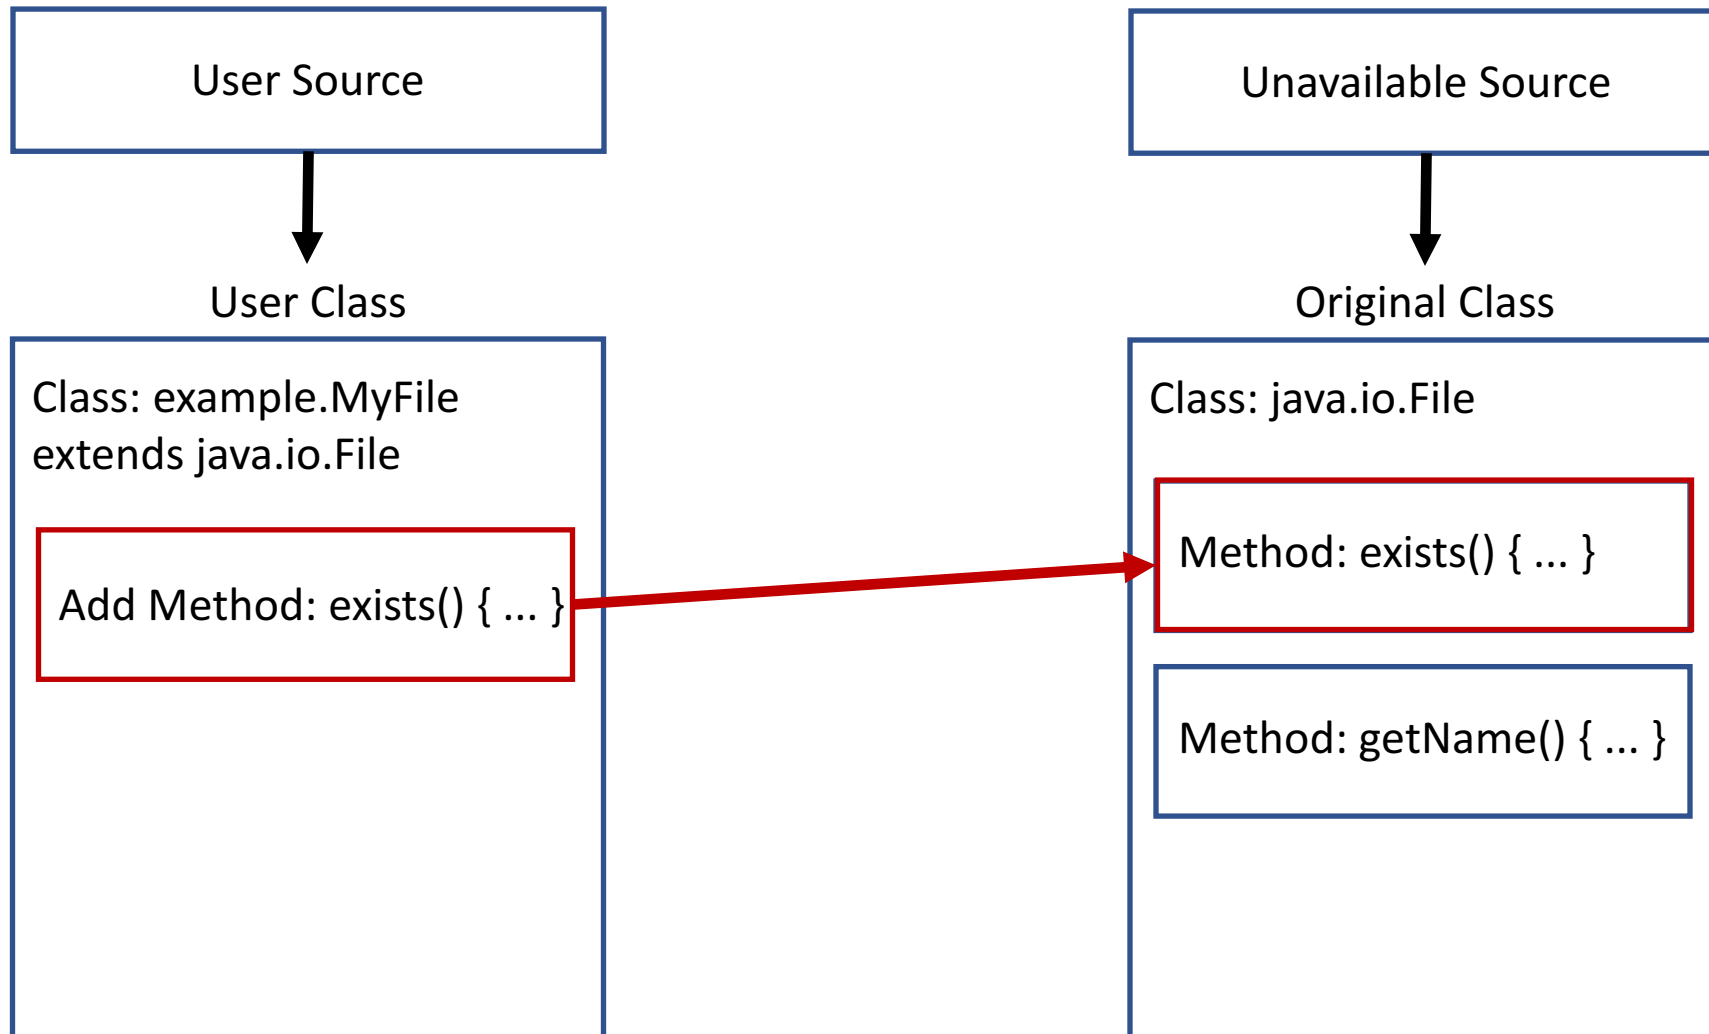 User Source
Unavailable Source
User Class
Original Class
Class: example.MyFile
extends java.io.File
Add Method: exists() { ... }
Class: java.io.File
Method: exists() { ... }
Method: getName() { ... }